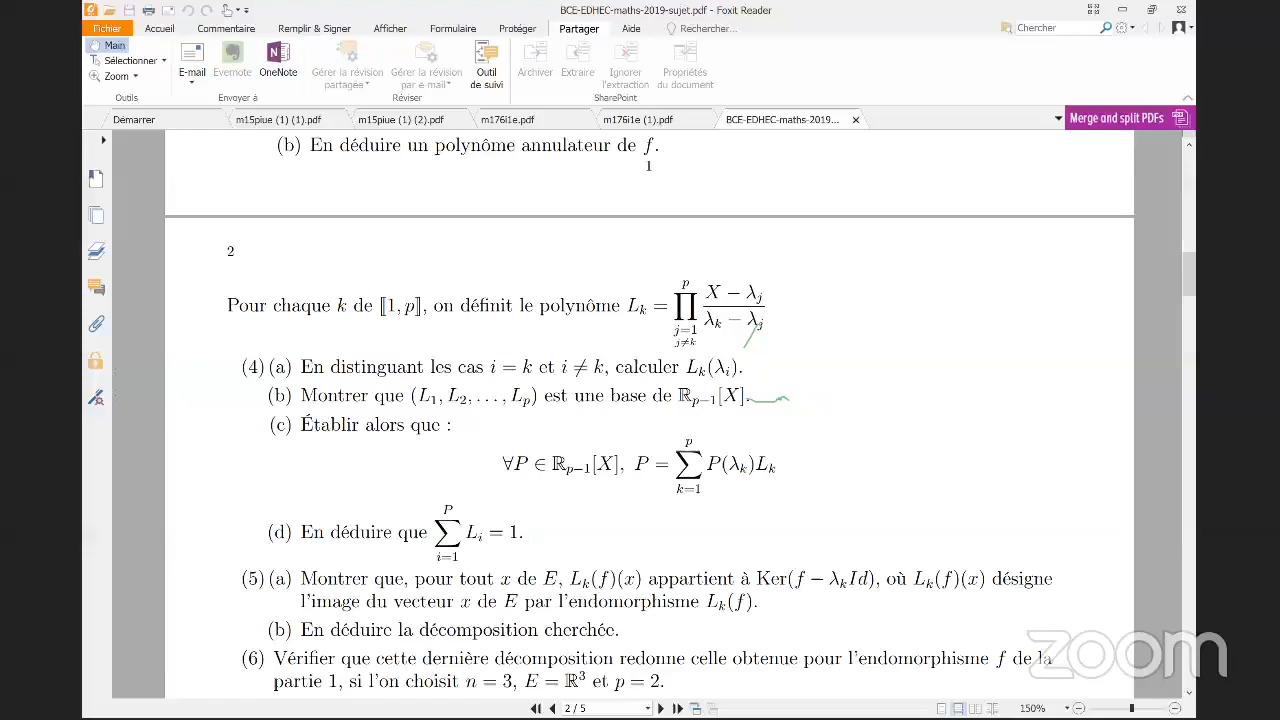 BCE-EDHEC-maths-2019-sujet.pdf - Foxit Reader
Fichier Accueil Commentaire Remplir & Signer Afficher Formulaire Protéger Partager Aide Rechercher... Chercher
Main
Sélectionner
Zoom
Outils
E-mail Evernote OneNote
Envoyer à
Gérer la révision partagée Gérer la révision par e-mail Outil de suivi
Réviser
Archiver Extraire Ignorer l'extraction Propriétés du document
SharePoint
Démarrer m15piue (1) (1).pdf m15piue (1) (2).pdf m176i1e.pdf m176i1e (1).pdf BCE-EDHEC-maths-2019... Merge and split PDFs
(b) En déduire un polynôme annulateur de f.
1
2
Pour chaque k de ⟦1, p⟧, on définit le polynôme L_k = ∏_{j=1, j≠k}^{p} (X − λ_j)/(λ_k − λ_j)
(4) (a) En distinguant les cas i = k et i ≠ k, calculer L_k(λ_i).
(b) Montrer que (L_1, L_2, . . . , L_p) est une base de ℝ_{p−1}[X].
(c) Établir alors que :
∀P ∈ ℝ_{p−1}[X], P = ∑_{k=1}^{p} P(λ_k)L_k
(d) En déduire que ∑_{i=1}^{P} L_i = 1.
(5) (a) Montrer que, pour tout x de E, L_k(f)(x) appartient à Ker(f − λ_k Id), où L_k(f)(x) désigne
l'image du vecteur x de E par l'endomorphisme L_k(f).
(b) En déduire la décomposition cherchée.
(6) Vérifier que cette dernière décomposition redonne celle obtenue pour l'endomorphisme f de la
partie 1, si l'on choisit n = 3, E = ℝ³ et p = 2.
zoom
2 / 5 150%